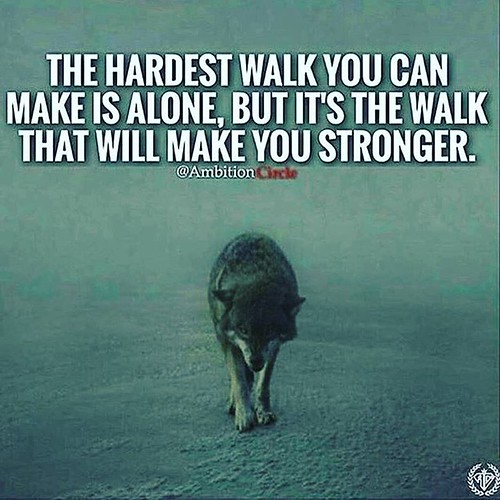 THE HARDEST WALK YOU CAN
MAKE IS ALONE, BUT IT'S THE WALK
THAT WILL MAKE YOU STRONGER.
@AmbitionCircle